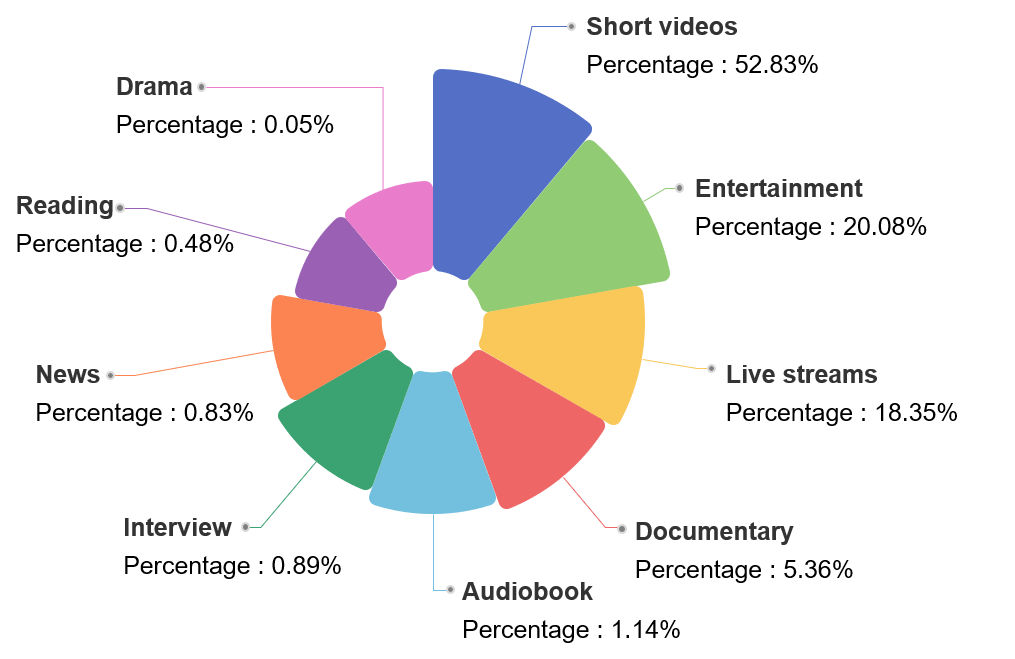 Short videos
Percentage : 52.83%
Drama
Percentage : 0.05%
Entertainment
Percentage : 20.08%
Reading
Percentage : 0.48%
Live streams
Percentage : 18.35%
News
Percentage : 0.83%
Documentary
Percentage : 5.36%
Interview
Percentage : 0.89%
Audiobook
Percentage : 1.14%